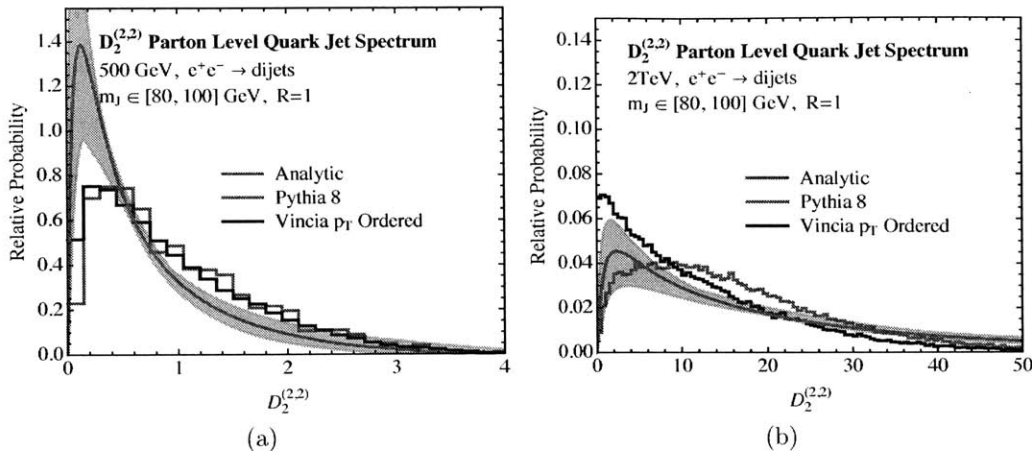 D₂^(2,2) Parton Level Quark Jet Spectrum
500 GeV, e⁺e⁻ → dijets
m_J ∈ [80, 100] GeV, R=1
Analytic
Pythia 8
Vincia p_T Ordered
Relative Probability
1.4
1.2
1.0
0.8
0.6
0.4
0.2
0.0
0 1 2 3 4
D₂^(2,2)
(a)
D₂^(2,2) Parton Level Quark Jet Spectrum
2TeV, e⁺e⁻ → dijets
m_J ∈ [80, 100] GeV, R=1
Analytic
Pythia 8
Vincia p_T Ordered
Relative Probability
0.14
0.12
0.10
0.08
0.06
0.04
0.02
0.00
0 10 20 30 40 50
D₂^(2,2)
(b)